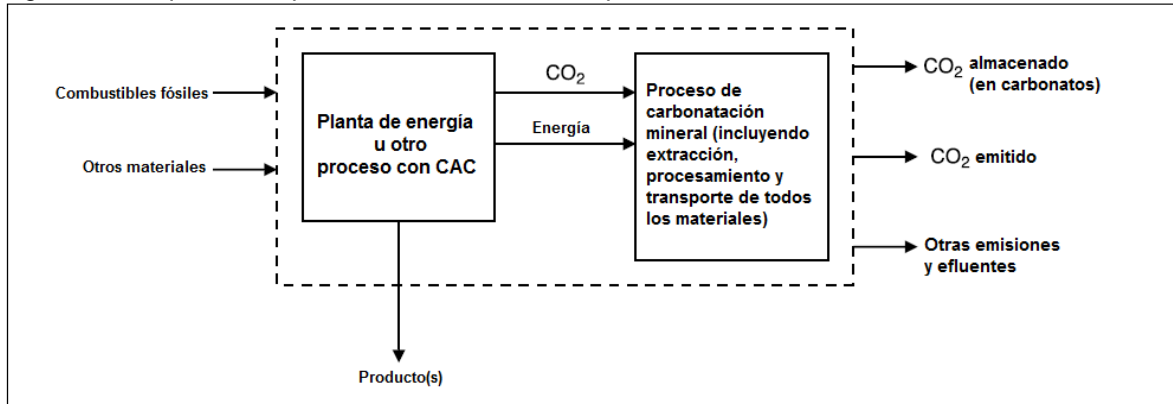 Combustibles fósiles
Otros materiales
Planta de energía
u otro
proceso con CAC
CO₂
Energía
Proceso de
carbonatación
mineral (incluyendo
extracción,
procesamiento y
transporte de todos
los materiales)
CO₂ almacenado
(en carbonatos)
CO₂ emitido
Otras emisiones
y efluentes
Producto(s)